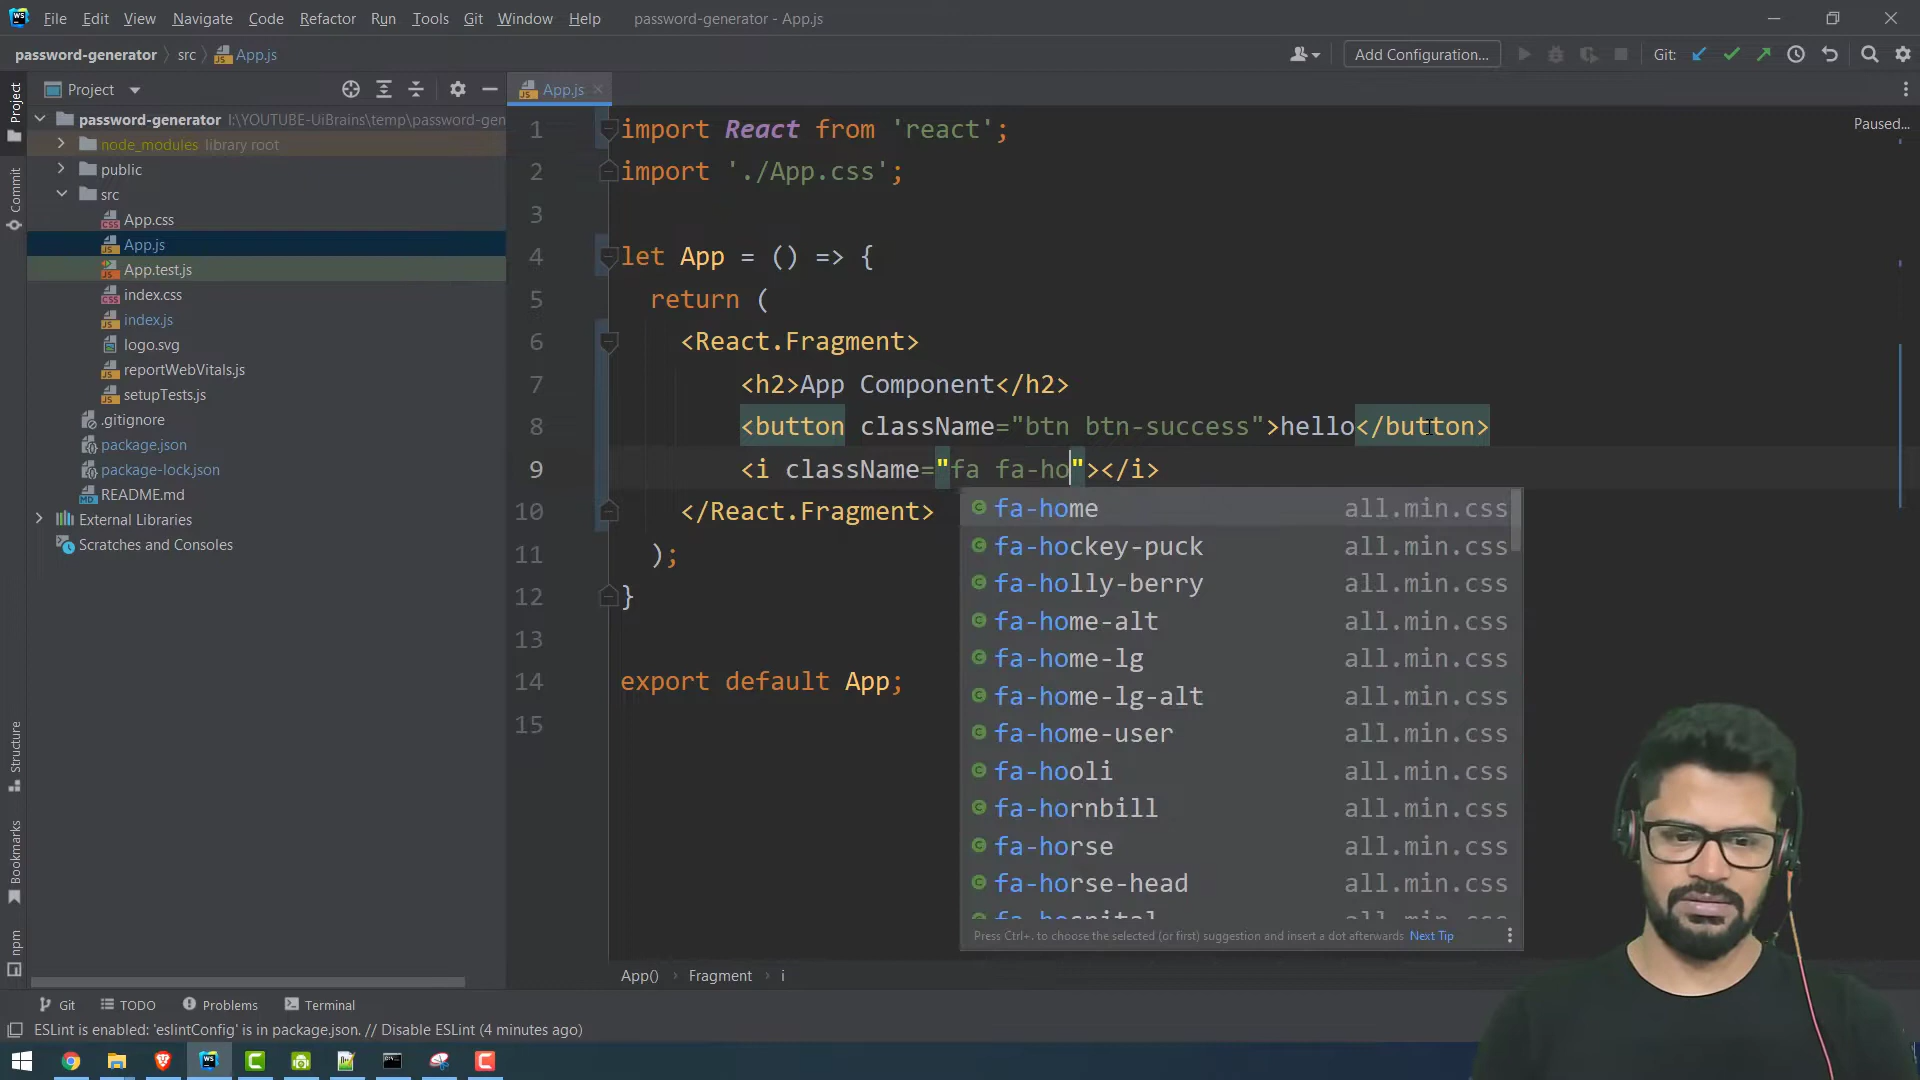 WS File Edit View Navigate Code Refactor Run Tools Git Window Help password-generator - App.js
password-generator src App.js Add Configuration... Git:
Project
Project
password-generator I:\YOUTUBE-UiBrains\temp\password-gen
node_modules library root
public
src
App.css
App.js
App.test.js
index.css
index.js
logo.svg
reportWebVitals.js
setupTests.js
.gitignore
package.json
package-lock.json
README.md
External Libraries
Scratches and Consoles
Commit
Structure
Bookmarks
npm
App.js
Paused...
1 import React from 'react';
2 import './App.css';
3
4 let App = () => {
5 return (
6 <React.Fragment>
7 <h2>App Component</h2>
8 <button className="btn btn-success">hello</button>
9 <i className="fa fa-ho"></i>
10 </React.Fragment>
11 );
12 }
13
14 export default App;
15
fa-home all.min.css
fa-hockey-puck all.min.css
fa-holly-berry all.min.css
fa-home-alt all.min.css
fa-home-lg all.min.css
fa-home-lg-alt all.min.css
fa-home-user all.min.css
fa-hooli all.min.css
fa-hornbill all.min.css
fa-horse all.min.css
fa-horse-head all.min.css
fa-hospital all.min.css
Press Ctrl+. to choose the selected (or first) suggestion and insert a dot afterwards Next Tip
App() Fragment i
Git TODO Problems Terminal
ESLint is enabled: 'eslintConfig' is in package.json. // Disable ESLint (4 minutes ago)
WS